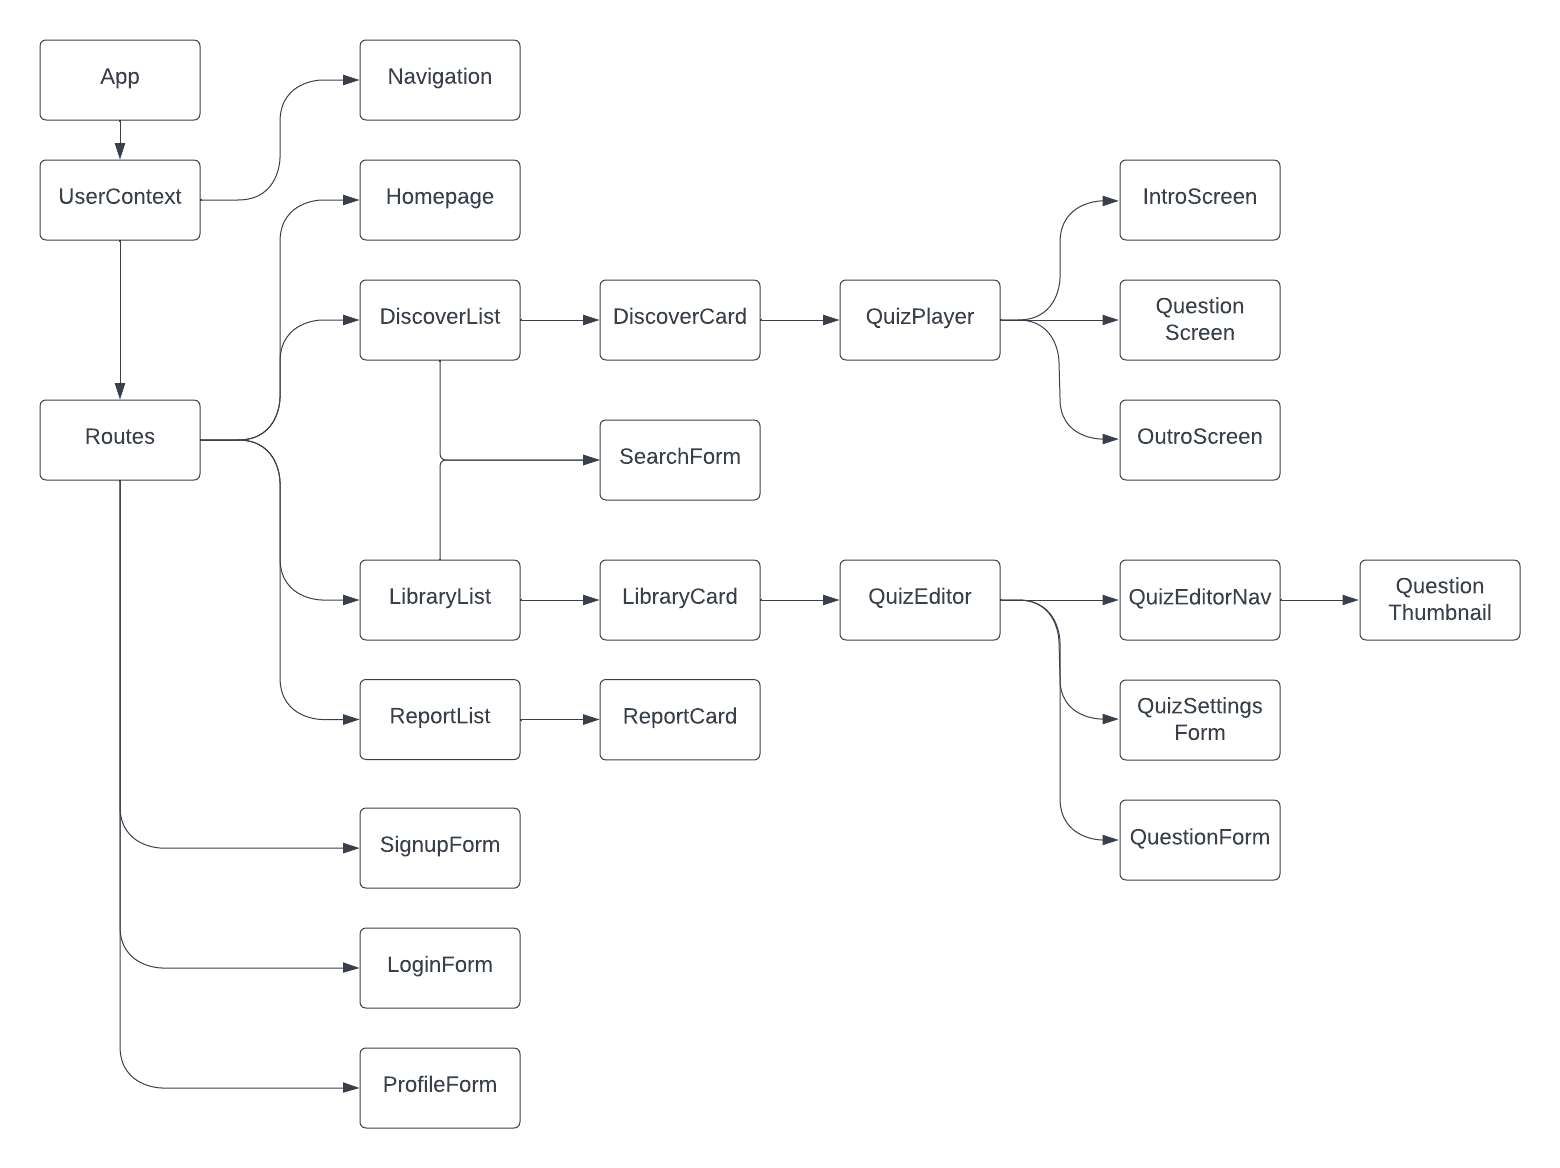 App
Navigation
UserContext
Homepage
IntroScreen
DiscoverList
DiscoverCard
QuizPlayer
Question
Screen
Routes
SearchForm
OutroScreen
LibraryList
LibraryCard
QuizEditor
QuizEditorNav
Question
Thumbnail
ReportList
ReportCard
QuizSettings
Form
SignupForm
QuestionForm
LoginForm
ProfileForm